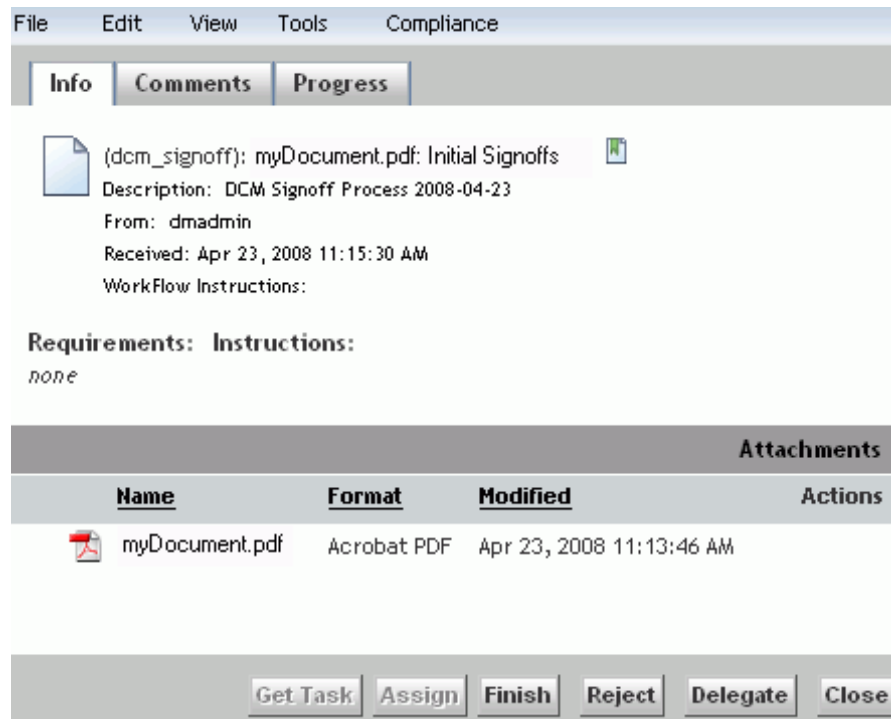 File Edit View Tools Compliance
Info Comments Progress
(dcm_signoff): myDocument.pdf: Initial Signoffs
Description: DCM Signoff Process 2008-04-23
From: dmadmin
Received: Apr 23, 2008 11:15:30 AM
WorkFlow Instructions:
Requirements: Instructions:
none
Attachments
Name Format Modified Actions
myDocument.pdf Acrobat PDF Apr 23, 2008 11:13:46 AM
Get Task Assign Finish Reject Delegate Close